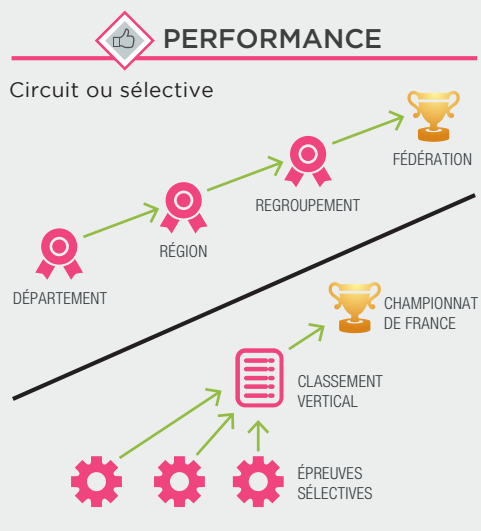 PERFORMANCE
Circuit ou sélective
FÉDÉRATION
REGROUPEMENT
RÉGION
DÉPARTEMENT
CHAMPIONNAT
DE FRANCE
CLASSEMENT
VERTICAL
ÉPREUVES
SÉLECTIVES